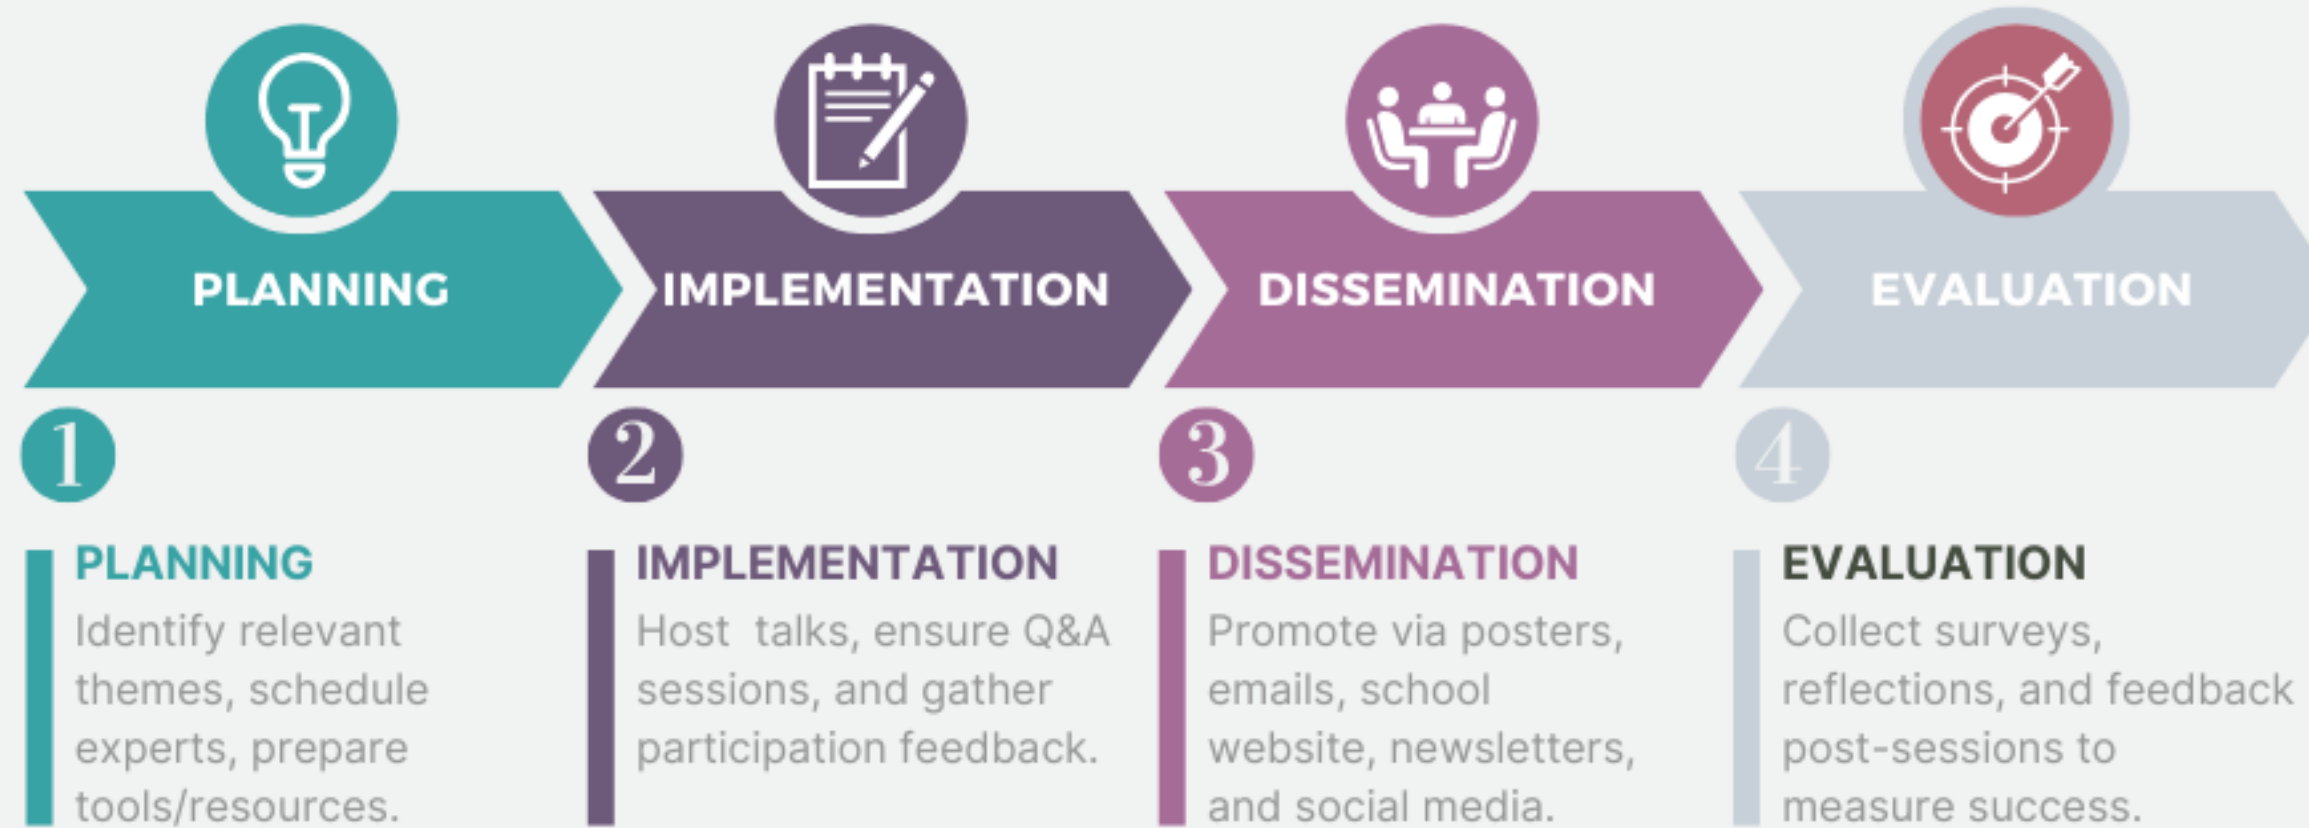 PLANNING
IMPLEMENTATION
DISSEMINATION
EVALUATION
1
PLANNING
Identify relevant
themes, schedule
experts, prepare
tools/resources.
2
IMPLEMENTATION
Host  talks, ensure Q&A
sessions, and gather
participation feedback.
3
DISSEMINATION
Promote via posters,
emails, school
website, newsletters,
and social media.
4
EVALUATION
Collect surveys,
reflections, and feedback
post-sessions to
measure success.